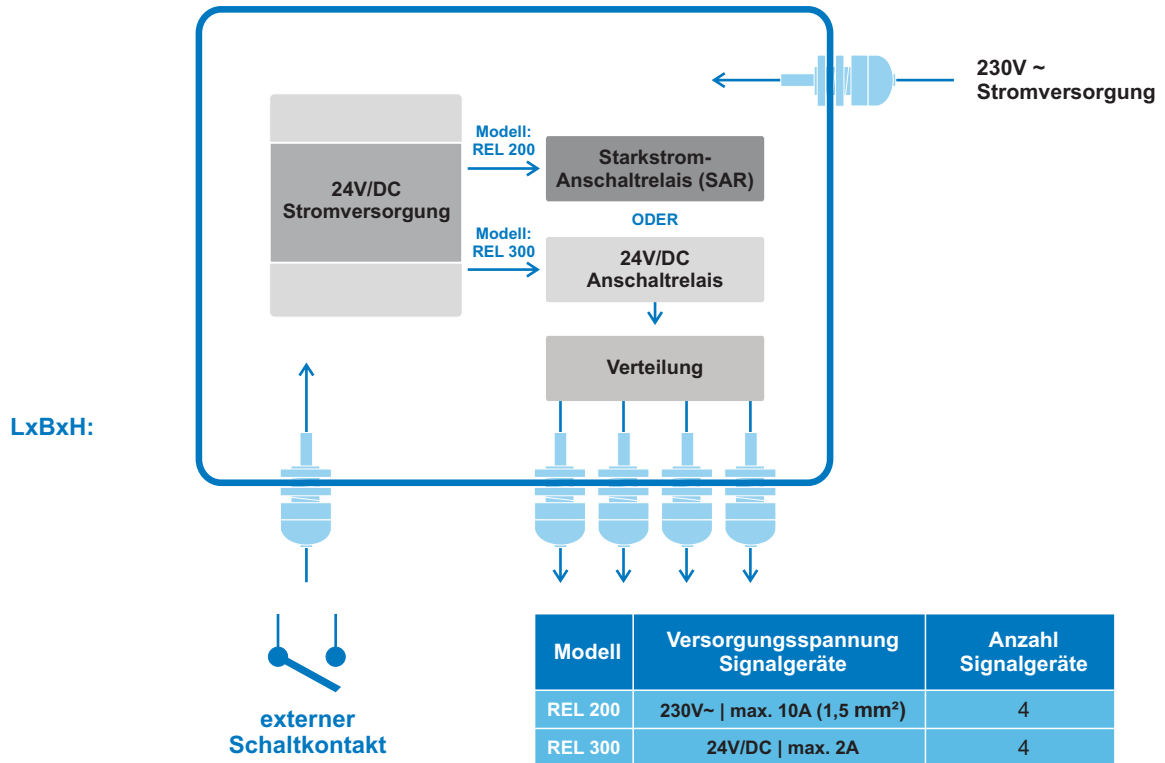 230V ~
Stromversorgung
Modell:
REL 200
Starkstrom-
Anschaltrelais (SAR)
24V/DC
Stromversorgung
ODER
Modell:
REL 300
24V/DC
Anschaltrelais
Verteilung
LxBxH:
externer
Schaltkontakt
Modell Versorgungsspannung Signalgeräte Anzahl Signalgeräte
REL 200 230V~ | max. 10A (1,5 mm²) 4
REL 300 24V/DC | max. 2A 4